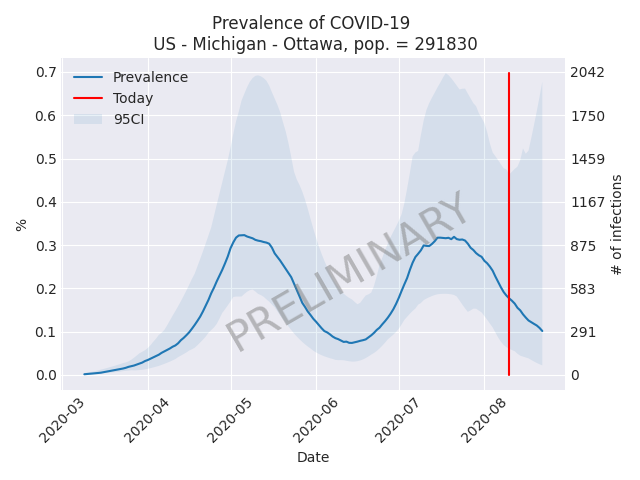 Prevalence of COVID-19
US - Michigan - Ottawa, pop. = 291830
Prevalence
Today
95CI
0.7
0.6
0.5
0.4
0.3
0.2
0.1
0.0
%
2042
1750
1459
1167
875
583
291
0
# of infections
PRELIMINARY
2020-03
2020-04
2020-05
2020-06
2020-07
2020-08
Date